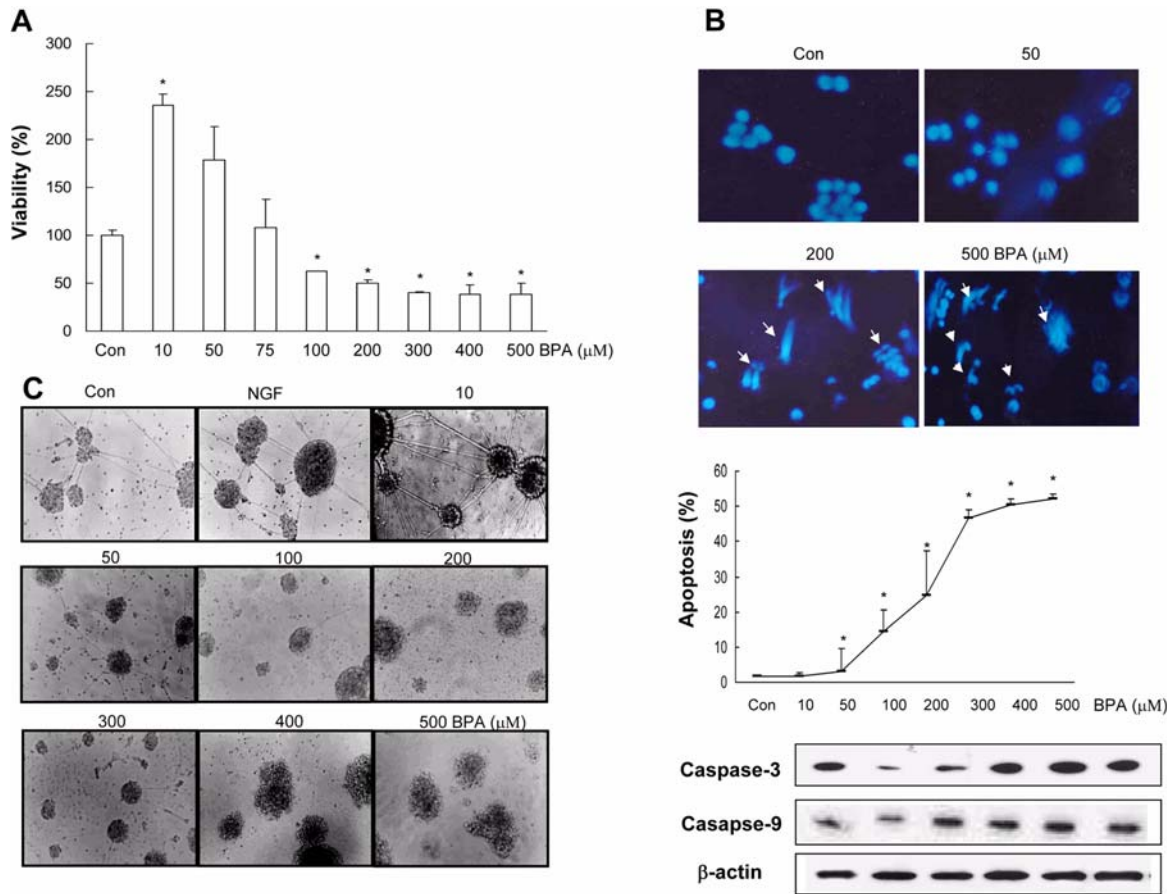 A
Viability (%)
300
250
200
150
100
50
0
*
* * * * *
Con 10 50 75 100 200 300 400 500 BPA (μM)
B
Con 50
200 500 BPA (μM)
Apoptosis (%)
60
50
40
30
20
10
0
* * * * * *
Con 10 50 100 200 300 400 500 BPA (μM)
Caspase-3
Casapse-9
β-actin
C
Con NGF 10
50 100 200
300 400 500 BPA (μM)